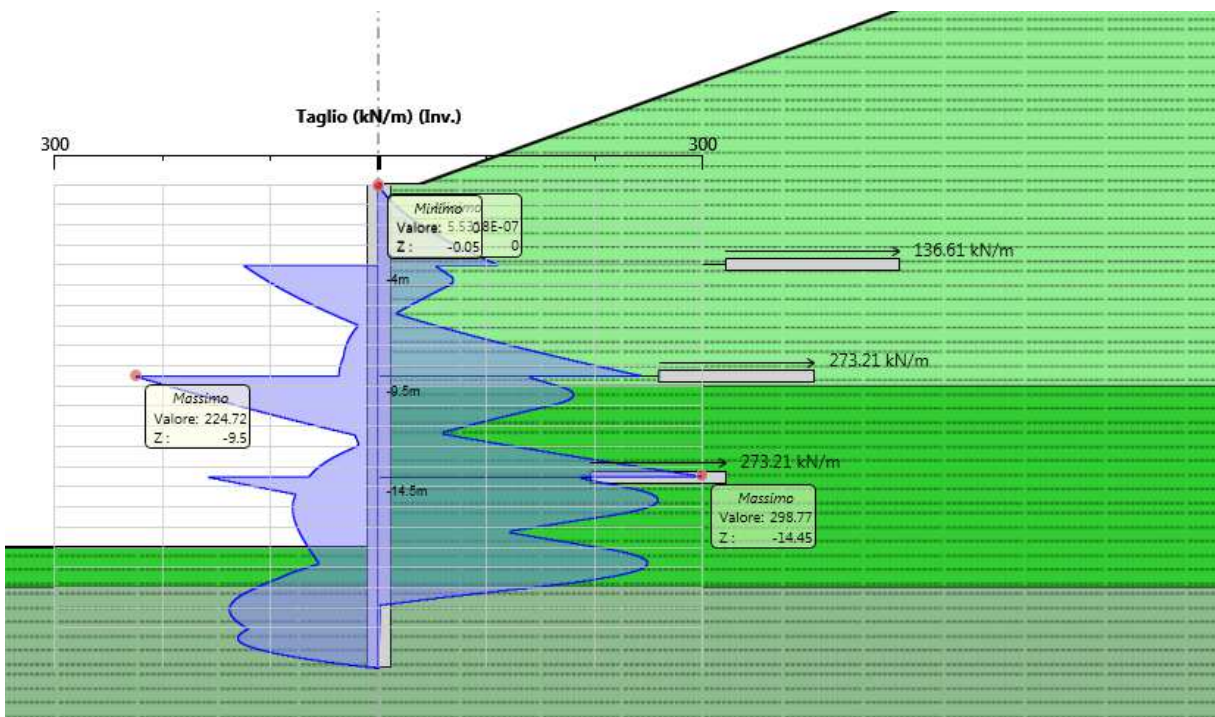 Taglio (kN/m) (Inv.)
300
300
Minimo
Valore: 5.5318E-07
Z : -0.05 0
136.61 kN/m
-4m
273.21 kN/m
-9.5m
Massimo
Valore: 224.72
Z : -9.5
273.21 kN/m
-14.5m
Massimo
Valore: 298.77
Z : -14.45